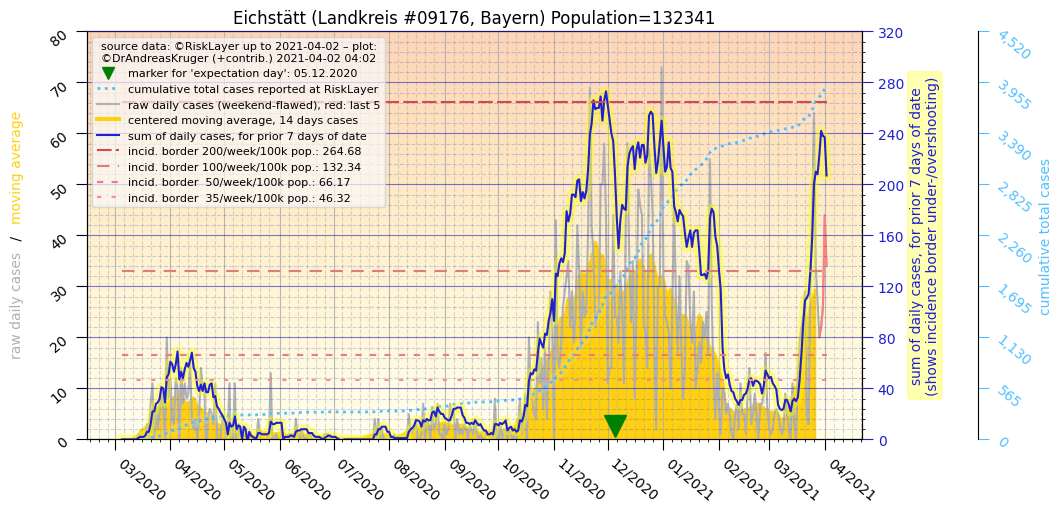 Eichstätt (Landkreis #09176, Bayern) Population=132341
source data: ©RiskLayer up to 2021-04-02 – plot:
©DrAndreasKruger (+contrib.) 2021-04-02 04:02
marker for 'expectation day': 05.12.2020
cumulative total cases reported at RiskLayer
raw daily cases (weekend-flawed), red: last 5
centered moving average, 14 days cases
sum of daily cases, for prior 7 days of date
incid. border 200/week/100k pop.: 264.68
incid. border 100/week/100k pop.: 132.34
incid. border  50/week/100k pop.: 66.17
incid. border  35/week/100k pop.: 46.32
raw daily cases  /  moving average
80
70
60
50
40
30
20
10
0
03/2020
04/2020
05/2020
06/2020
07/2020
08/2020
09/2020
10/2020
11/2020
12/2020
01/2021
02/2021
03/2021
04/2021
320
280
240
200
160
120
80
40
0
sum of daily cases, for prior 7 days of date
(shows incidence border under-/overshooting)
4,520
3,955
3,390
2,825
2,260
1,695
1,130
565
0
cumulative total cases